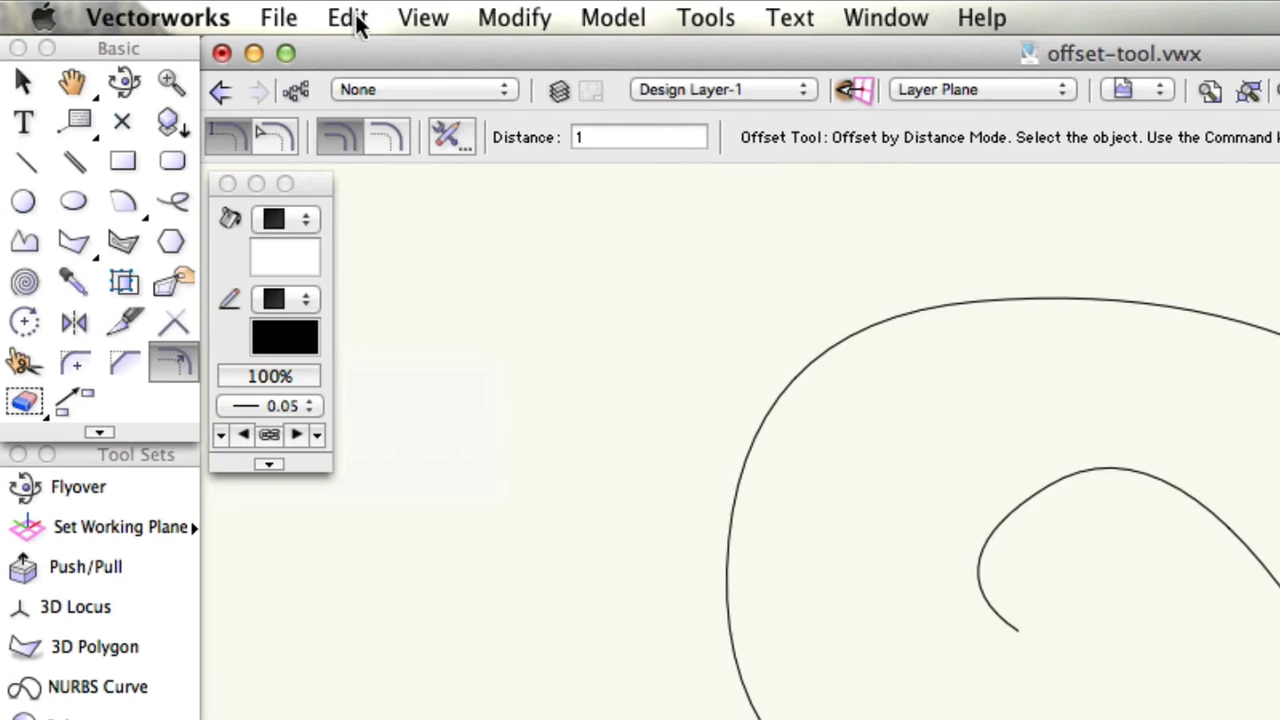 Vectorworks File Edit View Modify Model Tools Text Window Help
Basic
offset-tool.vwx
None Design Layer-1 Layer Plane
Distance: 1 Offset Tool: Offset by Distance Mode. Select the object. Use the Command
T
100%
0.05
Tool Sets
Flyover
Set Working Plane
Push/Pull
3D Locus
3D Polygon
NURBS Curve